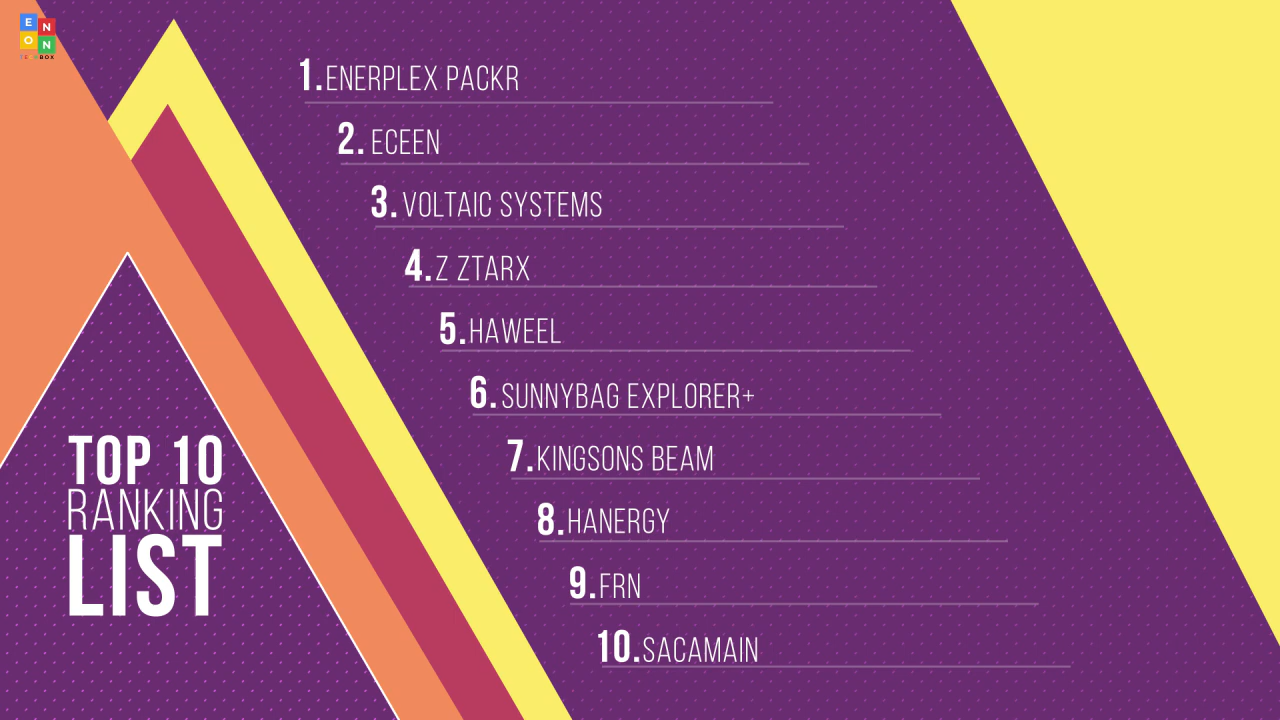 E N
O N
TECHBOX
1. ENERPLEX PACKR
2. ECEEN
3. VOLTAIC SYSTEMS
4. Z ZTARX
5. HAWEEL
6. SUNNYBAG EXPLORER+
7. KINGSONS BEAM
8. HANERGY
9. FRN
10. SACAMAIN
TOP 10
RANKING
LIST